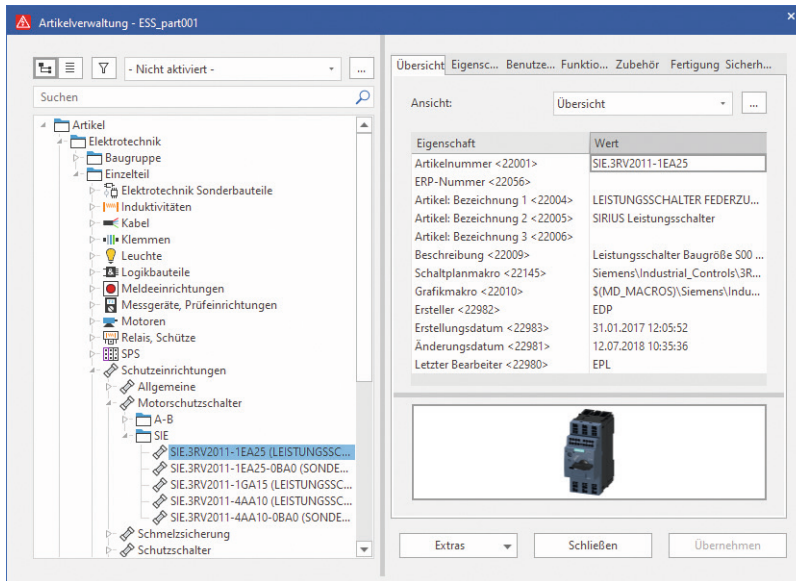 Artikelverwaltung - ESS_part001
- Nicht aktiviert -
...
Suchen
Artikel
Elektrotechnik
Baugruppe
Einzelteil
Elektrotechnik Sonderbauteile
Induktivitäten
Kabel
Klemmen
Leuchte
Logikbauteile
Meldeeinrichtungen
Messgeräte, Prüfeinrichtungen
Motoren
Relais, Schütze
SPS
Schutzeinrichtungen
Allgemeine
Motorschutzschalter
A-B
SIE
SIE.3RV2011-1EA25 (LEISTUNGSSC...
SIE.3RV2011-1EA25-0BA0 (SONDE...
SIE.3RV2011-1GA15 (LEISTUNGSSC...
SIE.3RV2011-4AA10 (LEISTUNGSSC...
SIE.3RV2011-4AA10-0BA0 (SONDE...
Schmelzsicherung
Schutzschalter
Übersicht Eigensc... Benutze... Funktio... Zubehör Fertigung Sicherh...
Ansicht: Übersicht ...
Eigenschaft Wert
Artikelnummer <22001> SIE.3RV2011-1EA25
ERP-Nummer <22056>
Artikel: Bezeichnung 1 <22004> LEISTUNGSSCHALTER FEDERZU...
Artikel: Bezeichnung 2 <22005> SIRIUS Leistungsschalter
Artikel: Bezeichnung 3 <22006>
Beschreibung <22009> Leistungsschalter Baugröße S00 ...
Schaltplanmakro <22145> Siemens\Industrial_Controls\3R...
Grafikmakro <22010> $(MD_MACROS)\Siemens\Indu...
Ersteller <22982> EDP
Erstellungsdatum <22983> 31.01.2017 12:05:52
Änderungsdatum <22981> 12.07.2018 10:35:36
Letzter Bearbeiter <22980> EPL
Extras Schließen Übernehmen